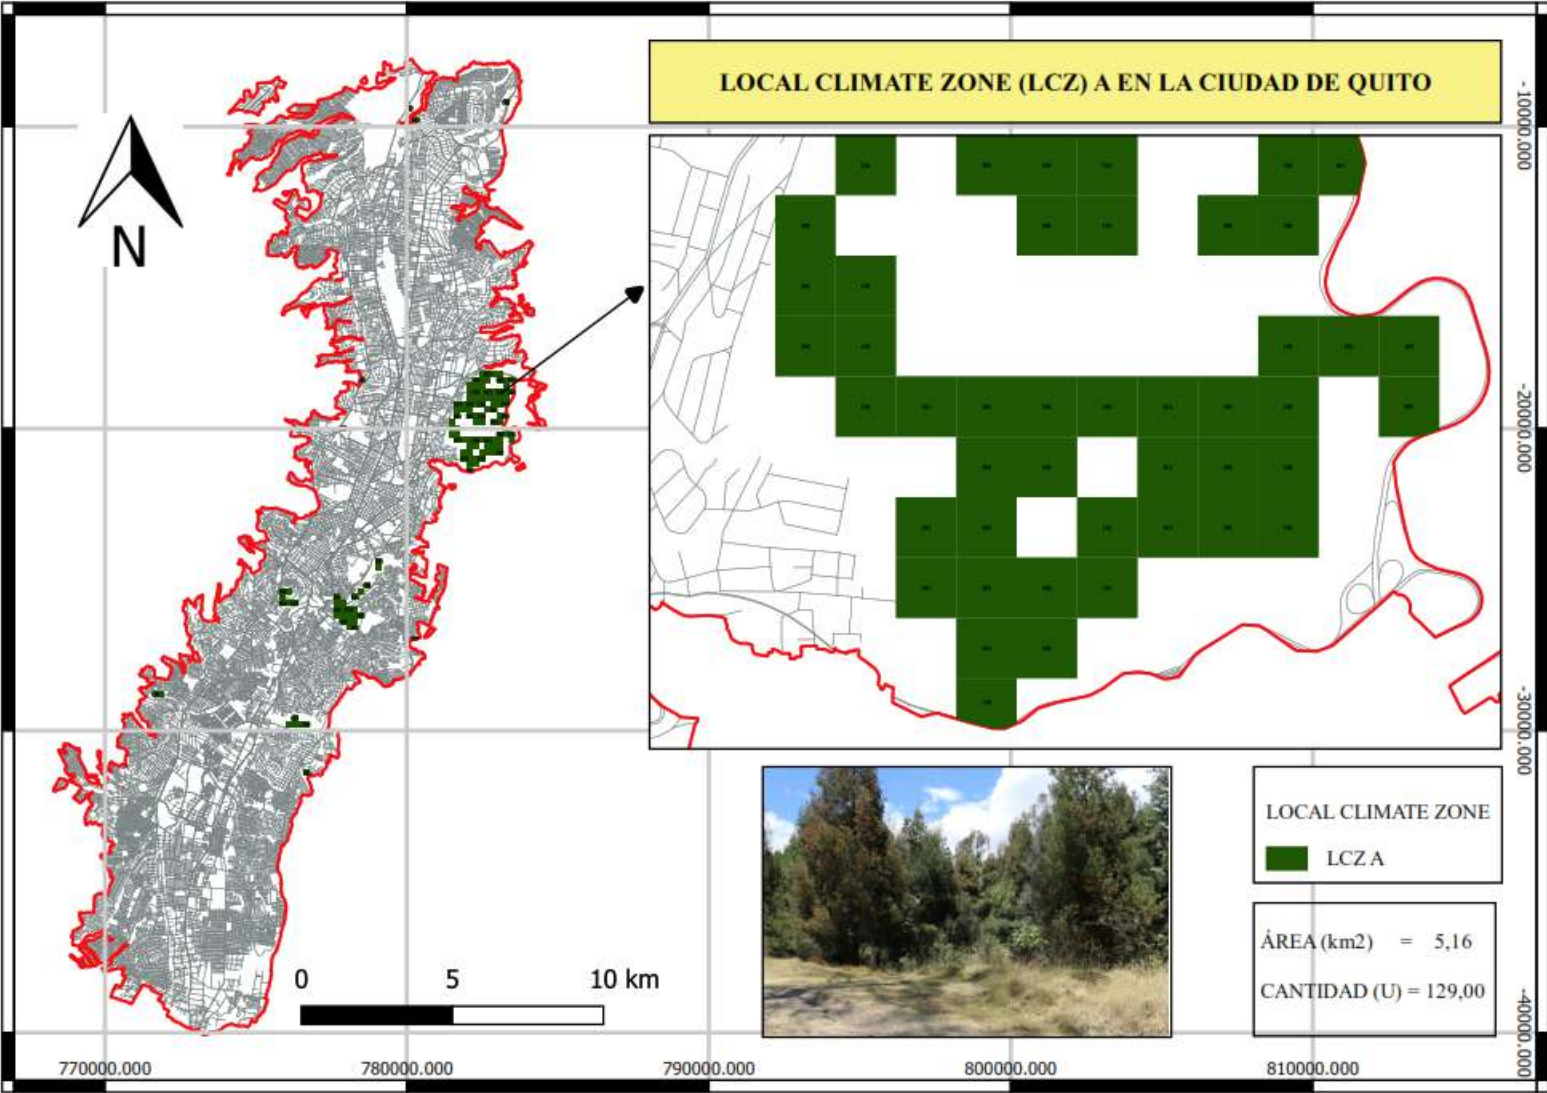 LOCAL CLIMATE ZONE (LCZ) A EN LA CIUDAD DE QUITO
N
-10000.000
-20000.000
-30000.000
-40000.000
LOCAL CLIMATE ZONE
LCZ A
ÁREA (km2) = 5,16
CANTIDAD (U) = 129,00
0 5 10 km
770000.000 780000.000 790000.000 800000.000 810000.000